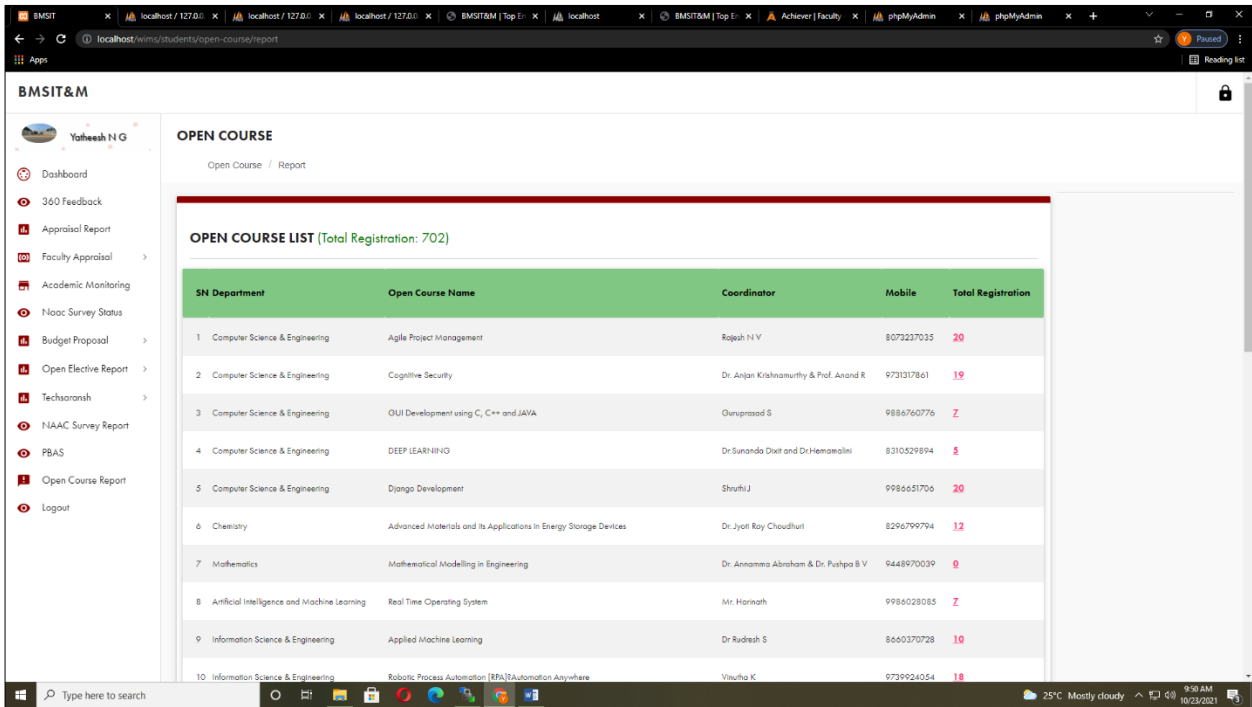 BMSIT
localhost / 127.0.0.
localhost / 127.0.0
localhost / 127.0.0
BMSIT&M | Top En
localhost
BMSIT&M | Top En
Achiever | Faculty
phpMyAdmin
phpMyAdmin
localhost/wims/students/open-course/report
Y Paused
Apps
Reading list
BMSIT&M
Yatheesh N G
Dashboard
360 Feedback
Appraisal Report
Faculty Appraisal
Academic Monitoring
Naac Survey Status
Budget Proposal
Open Elective Report
Techsaransh
NAAC Survey Report
PBAS
Open Course Report
Logout
OPEN COURSE
Open Course / Report
OPEN COURSE LIST (Total Registration: 702)
SN Department Open Course Name Coordinator Mobile Total Registration
1 Computer Science & Engineering Agile Project Management Rajesh N V 8073237035 20
2 Computer Science & Engineering Cognitive Security Dr. Anjan Krishnamurthy & Prof. Anand R 9731317861 19
3 Computer Science & Engineering GUI Development using C, C++ and JAVA Guruprasad S 9886760776 7
4 Computer Science & Engineering DEEP LEARNING Dr.Sunanda Dixit and Dr.Hemamalini 8310529894 5
5 Computer Science & Engineering Django Development Shruthi.J 9986651706 20
6 Chemistry Advanced Materials and Its Applications in Energy Storage Devices Dr. Jyoti Roy Choudhuri 8296799794 12
7 Mathematics Mathematical Modelling in Engineering Dr. Annamma Abraham & Dr. Pushpa B V 9448970039 0
8 Artificial Intelligence and Machine Learning Real Time Operating System Mr. Harinath 9986028085 7
9 Information Science & Engineering Applied Machine Learning Dr Rudresh S 8660370728 10
10 Information Science & Engineering Robotic Process Automation [RPA]&Automation Anywhere Vinutha K 9739924054 18
Type here to search
25°C Mostly cloudy
9:50 AM
10/23/2021